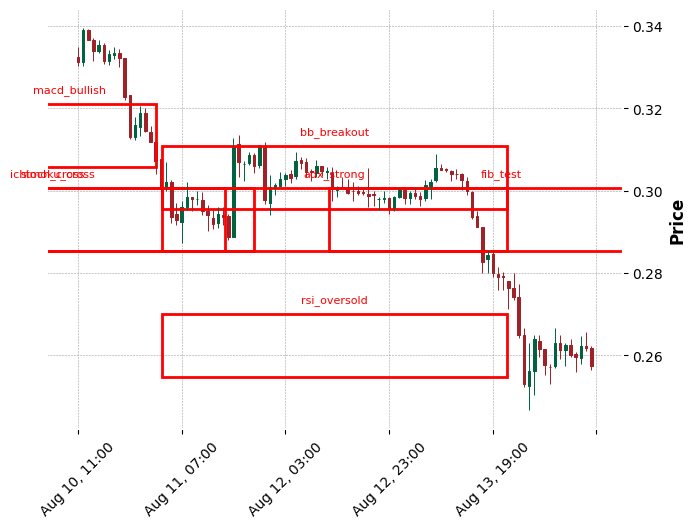 0.34
macd_bullish
0.32
bb_breakout
stoch_cross
adx_strong
fib_test
0.30
Price
0.28
rsi_oversold
0.26
Aug 10, 11:00
Aug 11, 07:00
Aug 12, 03:00
Aug 12, 23:00
Aug 13, 19:00